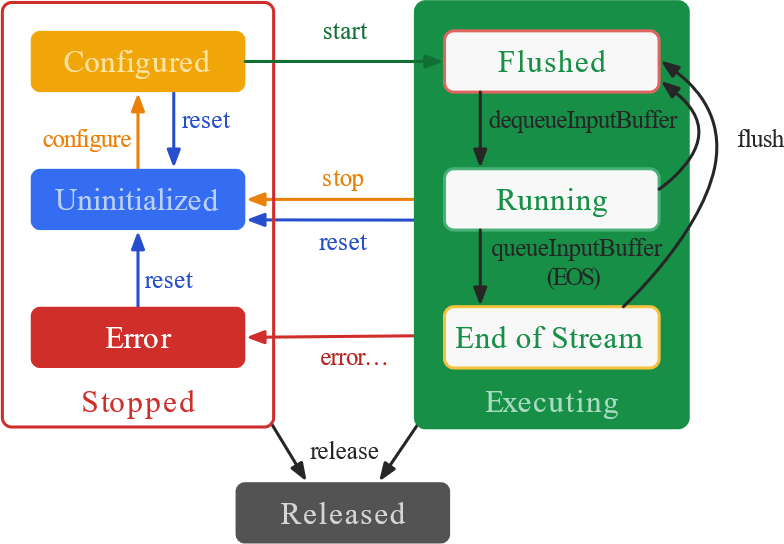 start
Configured
Flushed
reset
dequeueInputBuffer
configure
flush
stop
Uninitialized
Running
reset
queueInputBuffer
(EOS)
reset
Error
End of Stream
error...
Stopped
Executing
release
Released